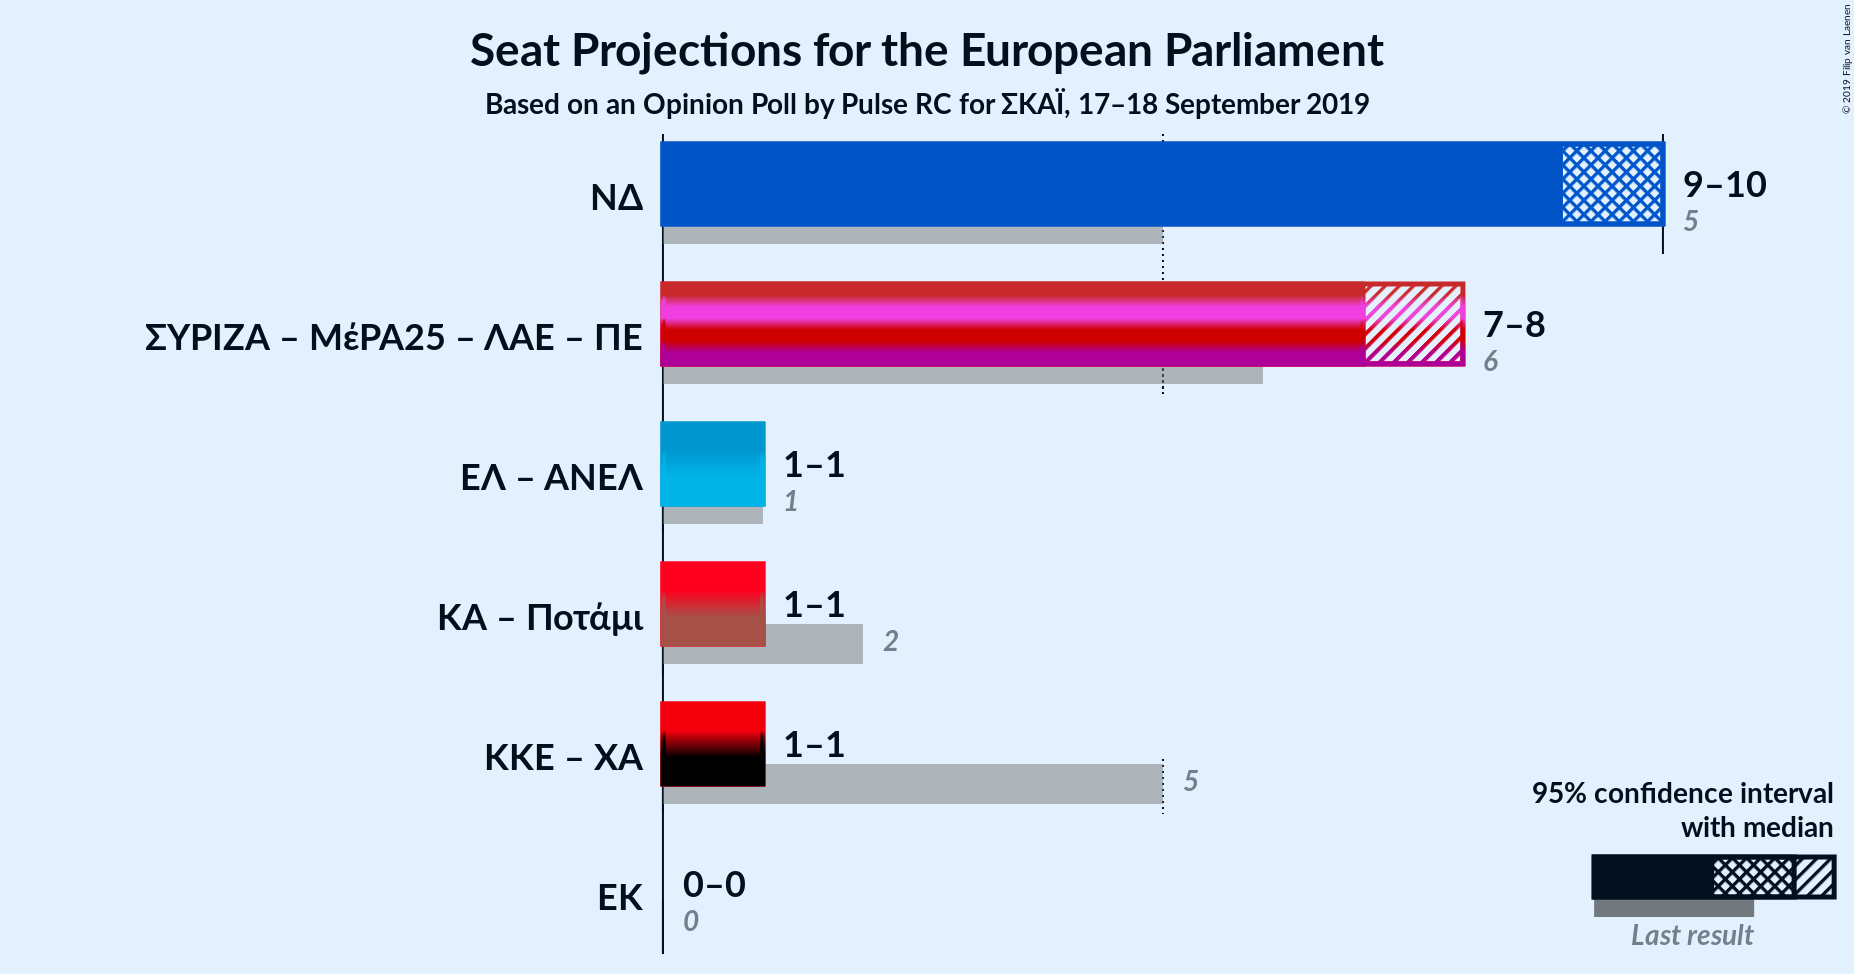 Seat Projections for the European Parliament
Based on an Opinion Poll by Pulse RC for ΣΚΑΪ, 17–18 September 2019
© 2019 Filip van Laenen
ΝΔ
9–10
5
ΣΥΡΙΖΑ – ΜέΡΑ25 – ΛΑΕ – ΠΕ
7–8
6
ΕΛ – ΑΝΕΛ
1–1
1
ΚΑ – Ποτάμι
1–1
2
ΚΚΕ – ΧΑ
1–1
5
ΕΚ
0–0
0
95% confidence interval
with median
Last result